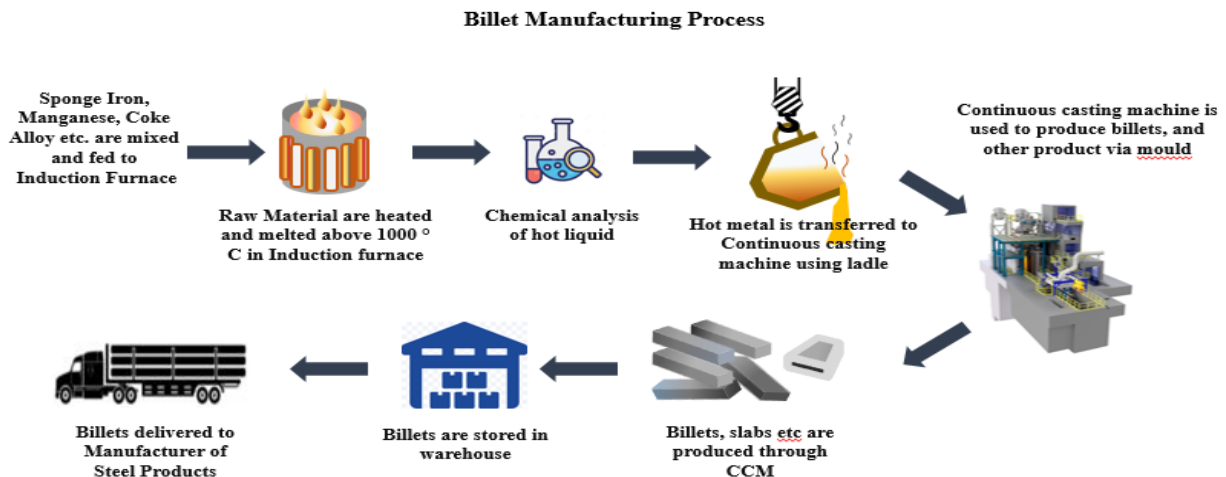 Billet Manufacturing Process
Sponge Iron,
Manganese, Coke
Alloy etc. are mixed
and fed to
Induction Furnace
Raw Material are heated
and melted above 1000 °
C in Induction furnace
Chemical analysis
of hot liquid
Hot metal is transferred to
Continuous casting
machine using ladle
Continuous casting machine is
used to produce billets, and
other product via mould
Billets, slabs etc are
produced through
CCM
Billets are stored in
warehouse
Billets delivered to
Manufacturer of
Steel Products